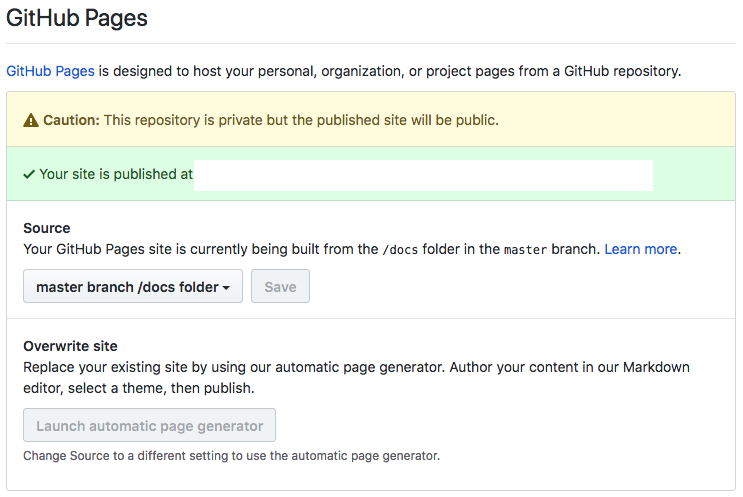 GitHub Pages
GitHub Pages is designed to host your personal, organization, or project pages from a GitHub repository.
Caution: This repository is private but the published site will be public.
Your site is published at
Source
Your GitHub Pages site is currently being built from the /docs folder in the master branch. Learn more.
master branch /docs folder
Save
Overwrite site
Replace your existing site by using our automatic page generator. Author your content in our Markdown
editor, select a theme, then publish.
Launch automatic page generator
Change Source to a different setting to use the automatic page generator.